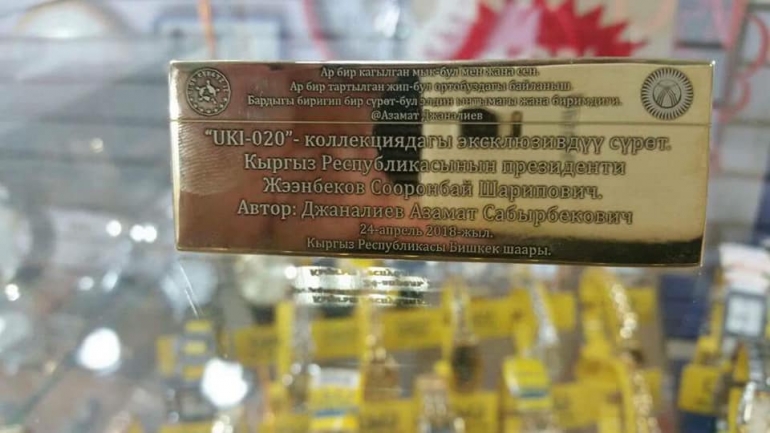 Ар бир кагылган мык-бул мен жана сен.
Ар бир тартылган жип-бул ортобуздагы байланыш.
Бардыгы биригип бир сүрөт-бул элдин ынтымагы жана биримдиги.
@Азамат Джаналиев
“UKI-020”- коллекциядагы эксклюзивдүү сүрөт.
Кыргыз Республикасынын президенти
Жээнбеков Сооронбай Шарипович.
Автор: Джаналиев Азамат Сабырбекович
24-апрель 2018-жыл.
Кыргыз Республикасы Бишкек шаары.